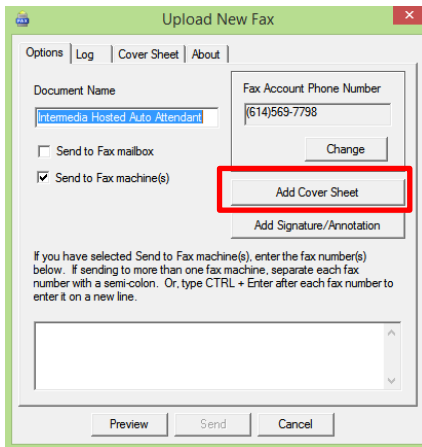 Upload New Fax
Options Log Cover Sheet About
Document Name
Intermedia Hosted Auto Attendant
Send to Fax mailbox
Send to Fax machine(s)
Fax Account Phone Number
(614)569-7798
Change
Add Cover Sheet
Add Signature/Annotation
If you have selected Send to Fax machine(s), enter the fax number(s)
below. If sending to more than one fax machine, separate each fax
number with a semi-colon. Or, type CTRL + Enter after each fax number to
enter it on a new line.
Preview Send Cancel